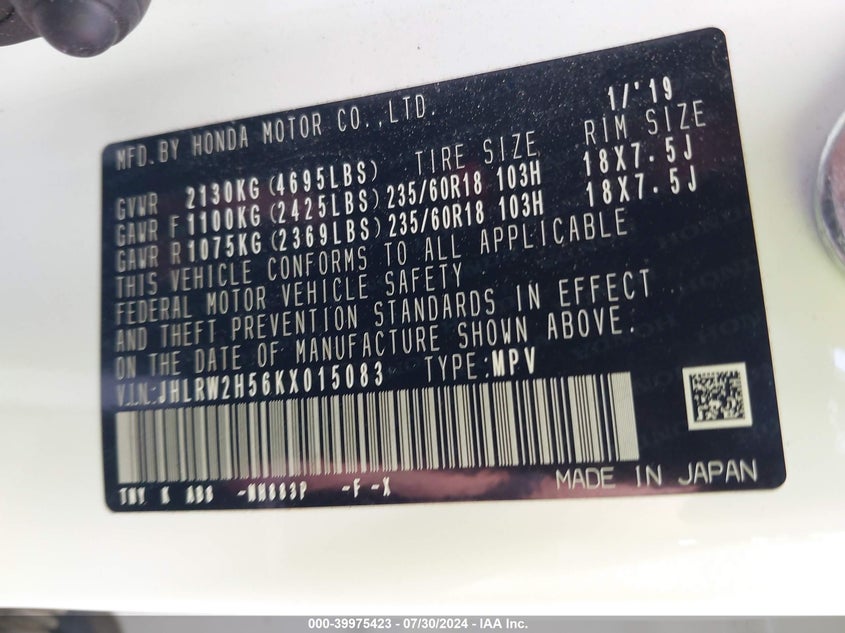 MFD.BY HONDA MOTOR CO.,LTD. 1/'19
TIRE SIZE RIM SIZE
GVWR 2130KG(4695LBS)
GAWR F 1100KG(2425LBS) 235/60R18 103H 18X7.5J
GAWR R 1075KG(2369LBS) 235/60R18 103H 18X7.5J
THIS VEHICLE CONFORMS TO ALL APPLICABLE
FEDERAL MOTOR VEHICLE SAFETY
AND THEFT PREVENTION STANDARDS IN EFFECT
ON THE DATE OF MANUFACTURE SHOWN ABOVE.
V.I.N.:JHLRW2H56KX015083 TYPE:MPV
-NH883P -F -X
MADE IN JAPAN
000-39975423 - 07/30/2024 - IAA Inc.